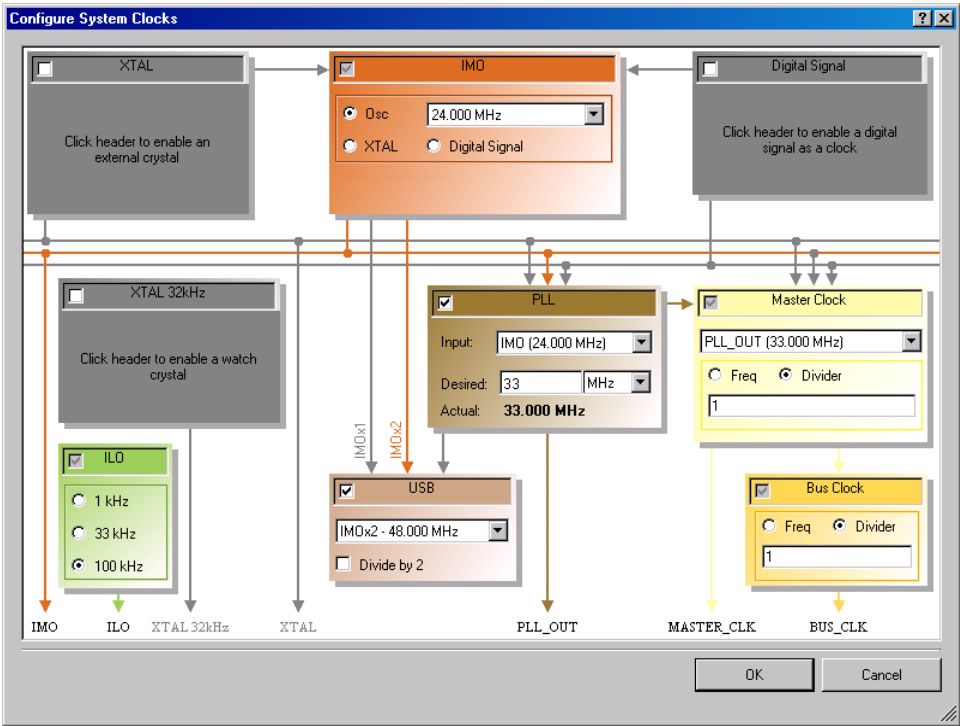 Configure System Clocks
XTAL
Click header to enable an
external crystal
IMO
Osc
24.000 MHz
XTAL
Digital Signal
Digital Signal
Click header to enable a digital
signal as a clock
XTAL 32kHz
Click header to enable a watch
crystal
PLL
Input:
IMO (24.000 MHz)
Desired:
33
MHz
Actual:
33.000 MHz
Master Clock
PLL_OUT (33.000 MHz)
Freq
Divider
1
IMOx1
IMOx2
ILO
1 kHz
33 kHz
100 kHz
USB
IMOx2 - 48.000 MHz
Divide by 2
Bus Clock
Freq
Divider
1
IMO
ILO
XTAL 32kHz
XTAL
PLL_OUT
MASTER_CLK
BUS_CLK
OK
Cancel